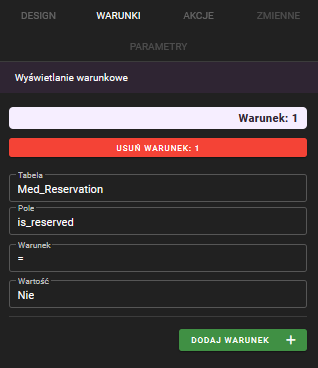 DESIGN WARUNKI AKCJE ZMIENNE
PARAMETRY
Wyświetlanie warunkowe
Warunek: 1
USUŃ WARUNEK: 1
Tabela
Med_Reservation
Pole
is_reserved
Warunek
=
Wartość
Nie
DODAJ WARUNEK +